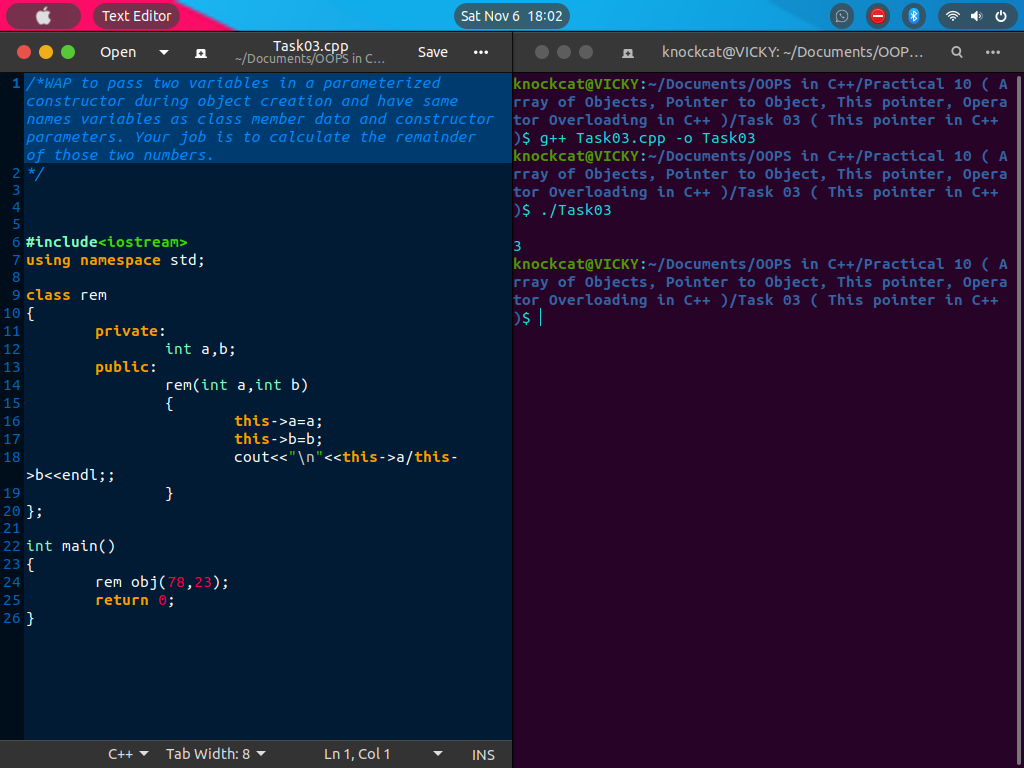 Text Editor
Sat Nov 6 18:02
Open
Task03.cpp
~/Documents/OOPS in C…
Save
knockcat@VICKY: ~/Documents/OOP…
1 /*WAP to pass two variables in a parameterized
constructor during object creation and have same
names variables as class member data and constructor
parameters. Your job is to calculate the remainder
of those two numbers.
2 */
3
4
5
6 #include<iostream>
7 using namespace std;
8
9 class rem
10 {
11 private:
12 int a,b;
13 public:
14 rem(int a,int b)
15 {
16 this->a=a;
17 this->b=b;
18 cout<<"\n"<<this->a/this-
>b<<endl;;
19 }
20 };
21
22 int main()
23 {
24 rem obj(78,23);
25 return 0;
26 }
C++
Tab Width: 8
Ln 1, Col 1
INS
knockcat@VICKY:~/Documents/OOPS in C++/Practical 10 ( A
rray of Objects, Pointer to Object, This pointer, Opera
tor Overloading in C++ )/Task 03 ( This pointer in C++
)$ g++ Task03.cpp -o Task03
knockcat@VICKY:~/Documents/OOPS in C++/Practical 10 ( A
rray of Objects, Pointer to Object, This pointer, Opera
tor Overloading in C++ )/Task 03 ( This pointer in C++
)$ ./Task03
3
knockcat@VICKY:~/Documents/OOPS in C++/Practical 10 ( A
rray of Objects, Pointer to Object, This pointer, Opera
tor Overloading in C++ )/Task 03 ( This pointer in C++
)$